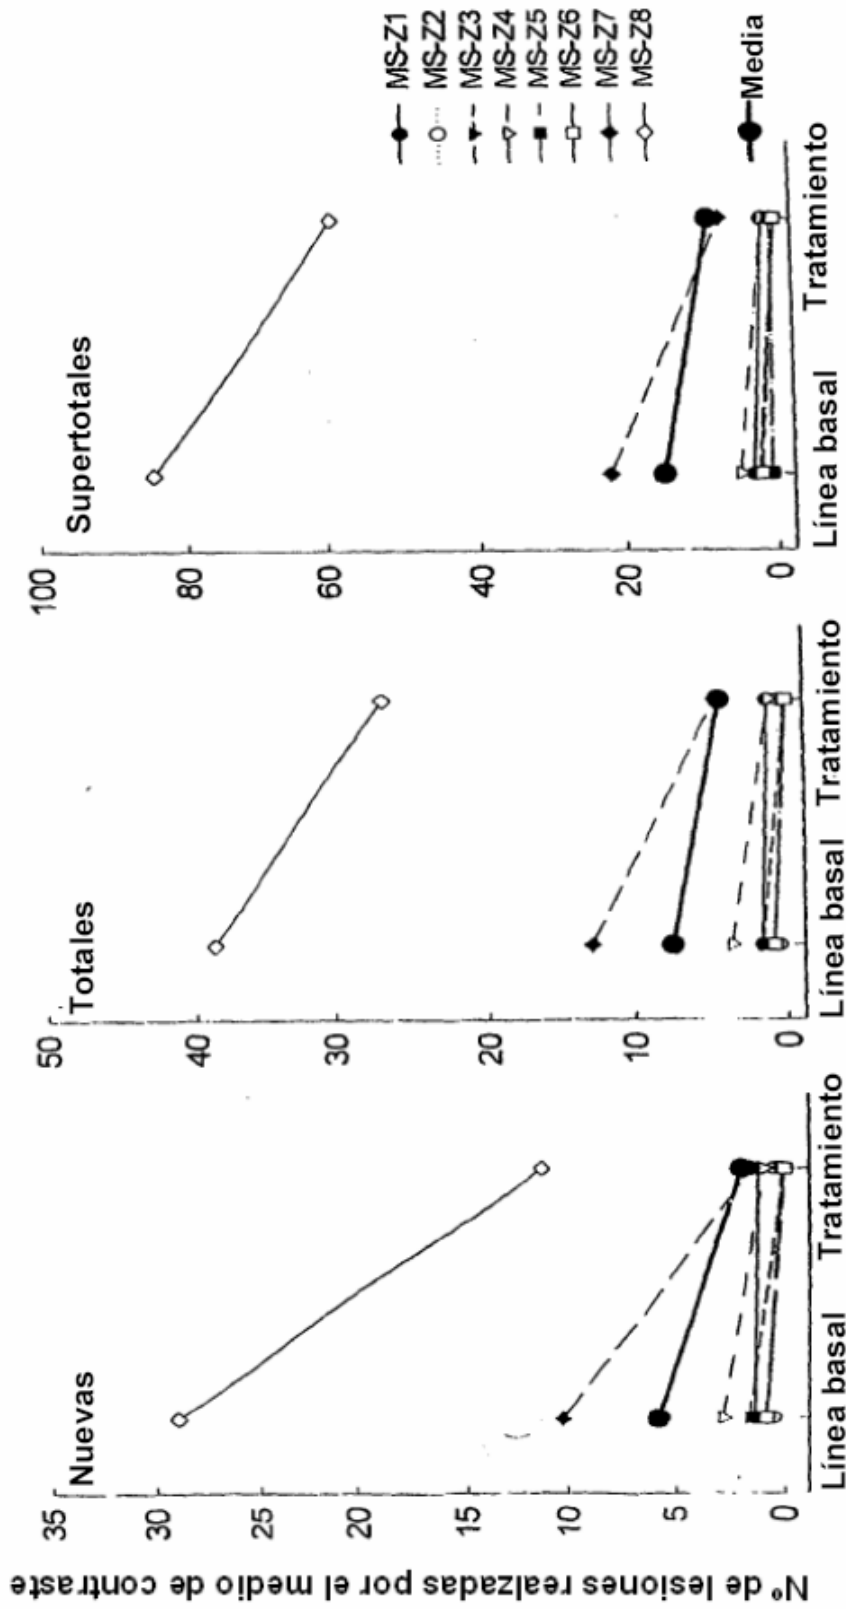 Nº de lesiones realzadas por el medio de contraste
Nuevas
35
30
25
20
15
10
5
0
Línea basal
Tratamiento
Totales
50
40
30
20
10
0
Línea basal
Tratamiento
Supertotales
100
80
60
40
20
0
Línea basal
Tratamiento
MS-Z1
MS-Z2
MS-Z3
MS-Z4
MS-Z5
MS-Z6
MS-Z7
MS-Z8
Media